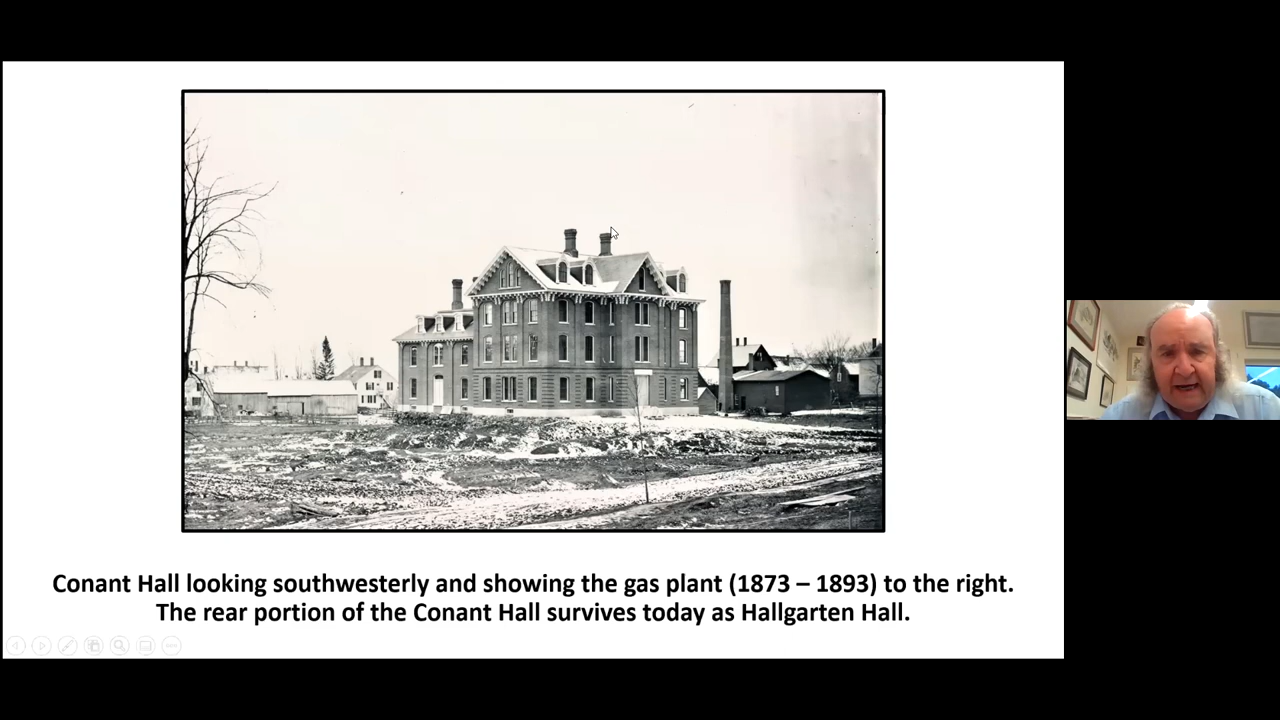 Conant Hall looking southwesterly and showing the gas plant (1873 – 1893) to the right.
The rear portion of the Conant Hall survives today as Hallgarten Hall.